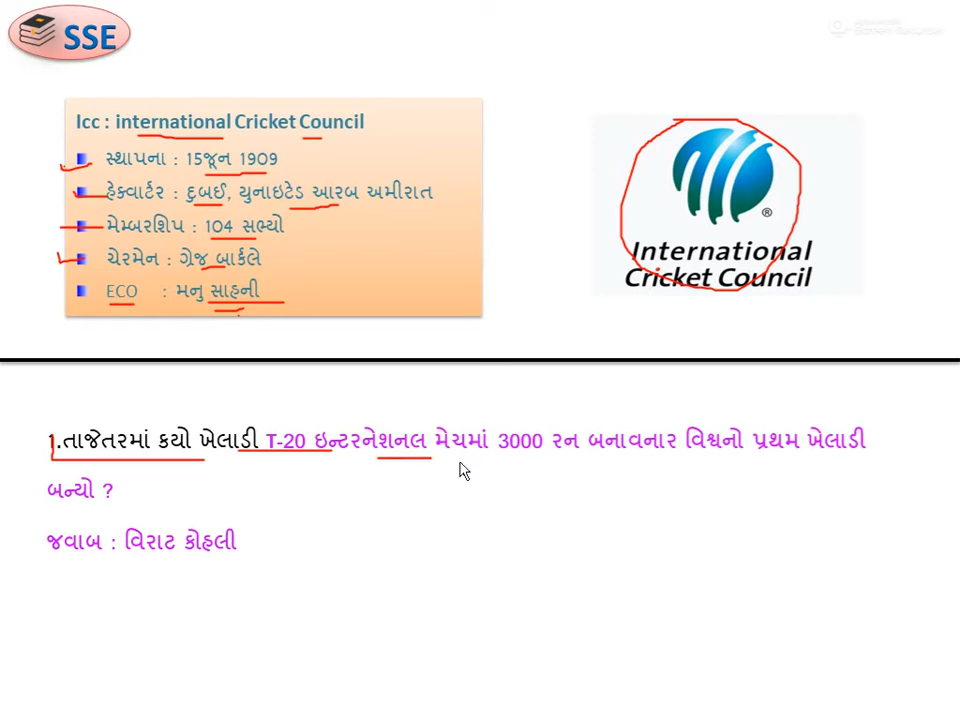 SSE
Icc : international Cricket Council
સ્થાપના : 15જૂન 1909
હેક્વાર્ટર : દુબઈ, યુનાઇટેડ આરબ અમીરાત
મેમ્બરશિપ : 104 સભ્યો
ચેરમેન : ગ્રેજ બાર્કલે
ECO : મનુ સાહની
International
Cricket Council
®
1.તાજેતરમાં કયો ખેલાડી T-20 ઇન્ટરનેશનલ મેચમાં 3000 રન બનાવનાર વિશ્વનો પ્રથમ ખેલાડી
બન્યો ?
જવાબ : વિરાટ કોહલી